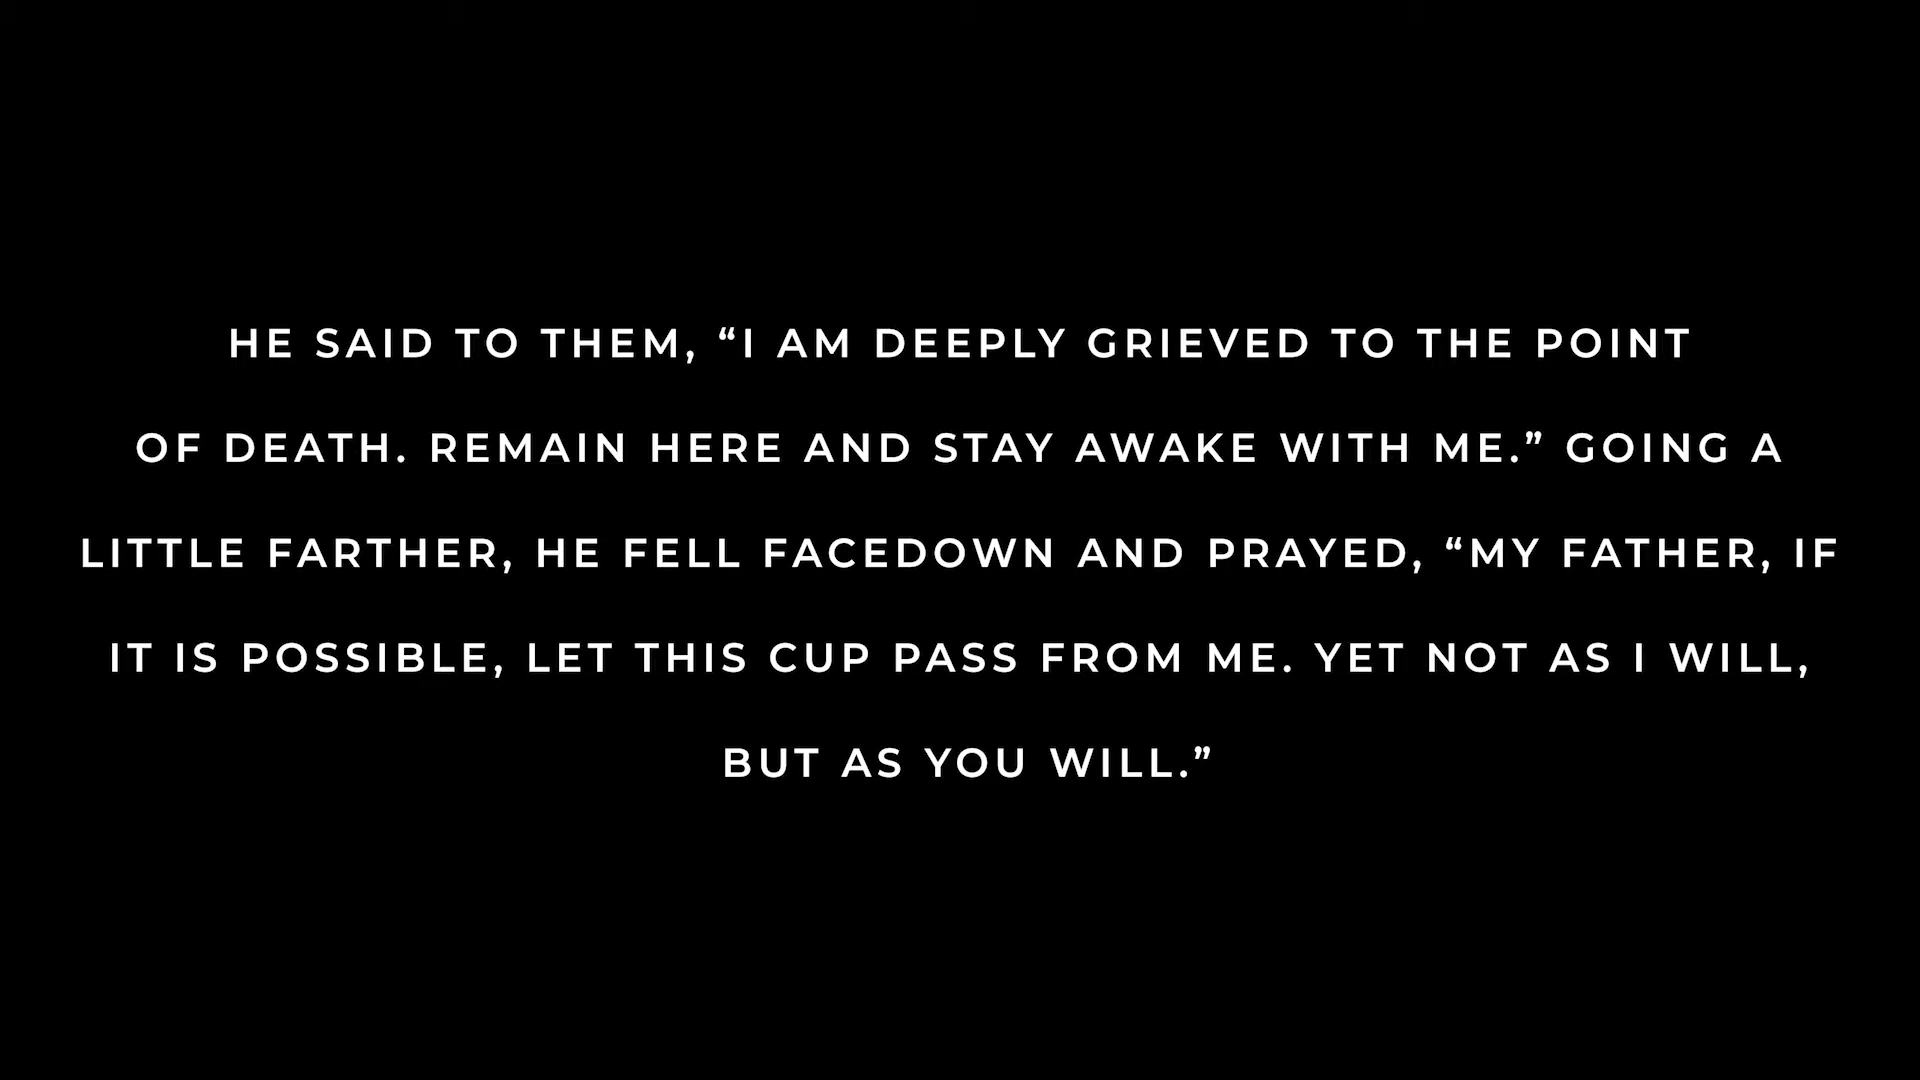 HE SAID TO THEM, “I AM DEEPLY GRIEVED TO THE POINT
OF DEATH. REMAIN HERE AND STAY AWAKE WITH ME.” GOING A
LITTLE FARTHER, HE FELL FACEDOWN AND PRAYED, “MY FATHER, IF
IT IS POSSIBLE, LET THIS CUP PASS FROM ME. YET NOT AS I WILL,
BUT AS YOU WILL.”